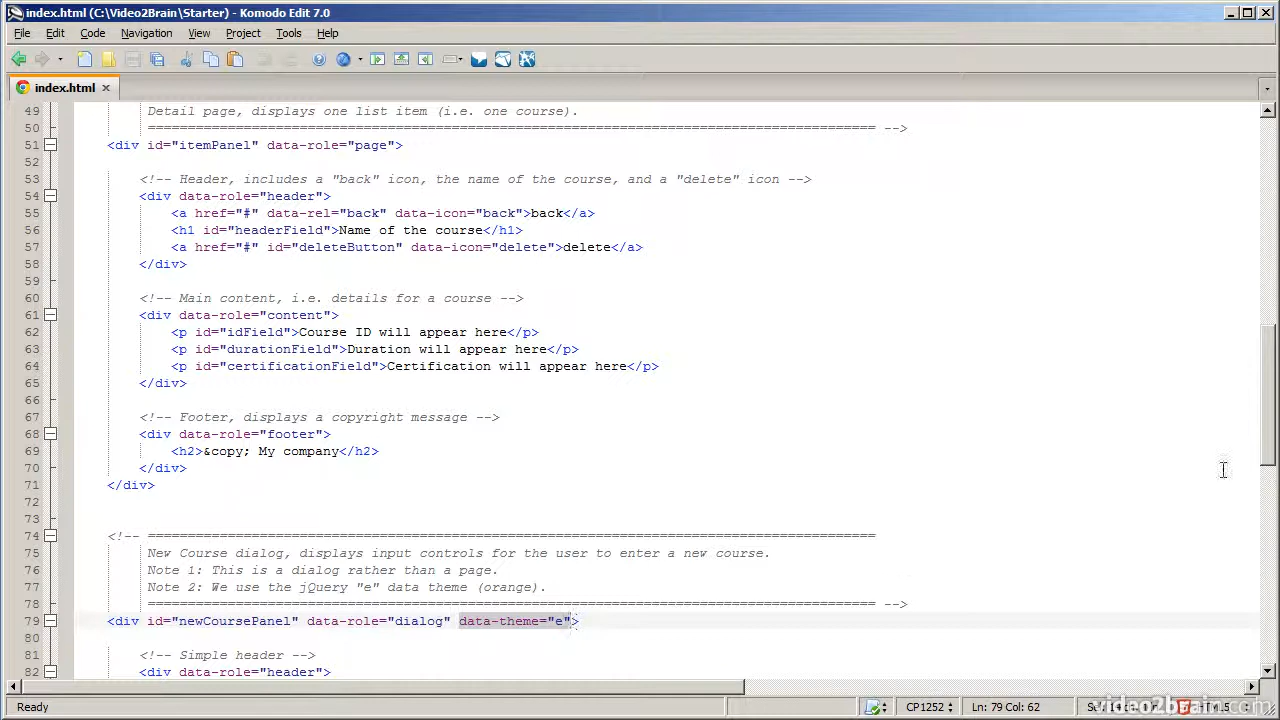 index.html (C:\Video2Brain\Starter) - Komodo Edit 7.0
File Edit Code Navigation View Project Tools Help
index.html
49 Detail page, displays one list item (i.e. one course).
50 =========================================================================================== -->
51 <div id="itemPanel" data-role="page">
52
53 <!-- Header, includes a "back" icon, the name of the course, and a "delete" icon -->
54 <div data-role="header">
55 <a href="#" data-rel="back" data-icon="back">back</a>
56 <h1 id="headerField">Name of the course</h1>
57 <a href="#" id="deleteButton" data-icon="delete">delete</a>
58 </div>
59
60 <!-- Main content, i.e. details for a course -->
61 <div data-role="content">
62 <p id="idField">Course ID will appear here</p>
63 <p id="durationField">Duration will appear here</p>
64 <p id="certificationField">Certification will appear here</p>
65 </div>
66
67 <!-- Footer, displays a copyright message -->
68 <div data-role="footer">
69 <h2>&copy; My company</h2>
70 </div>
71 </div>
72
73
74 <!-- ===========================================================================================
75 New Course dialog, displays input controls for the user to enter a new course.
76 Note 1: This is a dialog rather than a page.
77 Note 2: We use the jQuery "e" data theme (orange).
78 =========================================================================================== -->
79 <div id="newCoursePanel" data-role="dialog" data-theme="e">
80
81 <!-- Simple header -->
82 <div data-role="header">
Ready CP1252 Ln: 79 Col: 62
video2brain.com